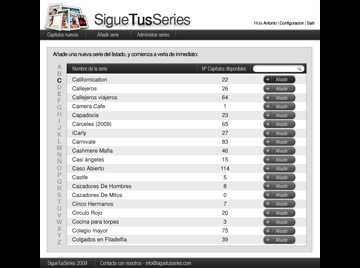 SigueTusSeries
Hola Antonio | Configuracion | Salir
Capítulos nuevos Añadir serie Administrar series
Añade una nueva serie del listado, y comienza a verla de inmediato:
Nombre de la serie Nº Capítulos disponibles
A
B
C
D
E
F
G
H
I
J
K
L
M
N
Ñ
O
P
Q
R
S
T
U
V
W
X
Y
Z
Californication 22 + Añadir
Callejeros 26 + Añadir
Callejeros viajeros 64 + Añadir
Camera Cafe 1 + Añadir
Capadocia 23 + Añadir
Cárceles (2009) 65 + Añadir
iCarly 27 + Añadir
Carnivale 83 + Añadir
Cashmere Mafia 46 + Añadir
Casi ángeles 15 + Añadir
Caso Abierto 114 + Añadir
Castle 5 + Añadir
Cazadores De Hombres 8 + Añadir
Cazadores De Mitos 0 + Añadir
Cinco Hermanos 7 + Añadir
Círculo Rojo 20 + Añadir
Cocina para torpes 3 + Añadir
Colegio mayor 75 + Añadir
Colgados en Filadelfia 39 + Añadir
SigueTusSeries 2009 Contacta con nosotros - info@siguetusseries.com